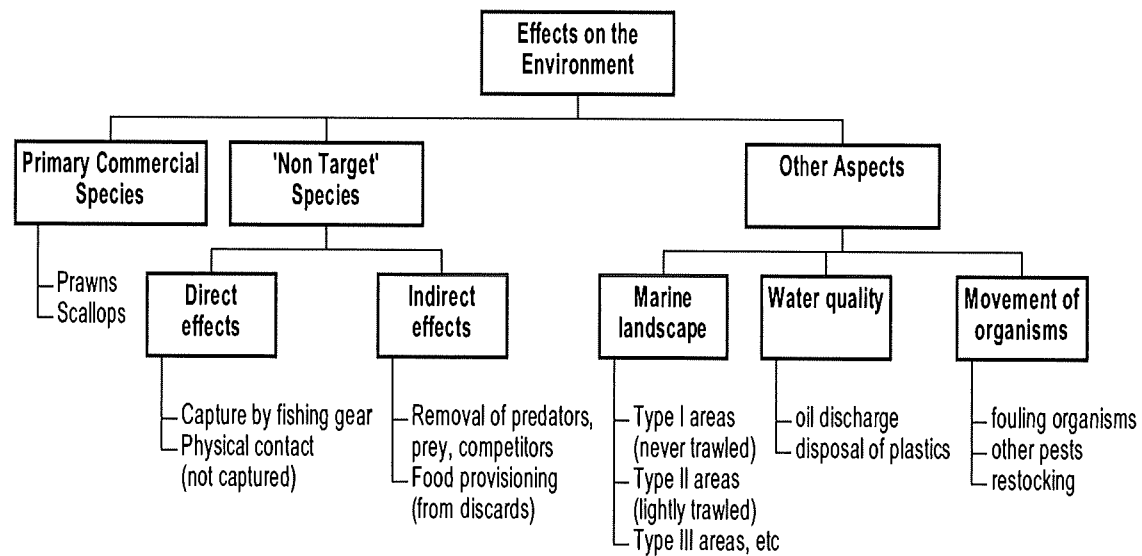 Effects on the
Environment
Primary Commercial
Species
'Non Target'
Species
Other Aspects
Prawns
Scallops
Direct
effects
Indirect
effects
Marine
landscape
Water quality
Movement of
organisms
Capture by fishing gear
Physical contact
(not captured)
Removal of predators,
prey, competitors
Food provisioning
(from discards)
Type I areas
(never trawled)
Type II areas
(lightly trawled)
Type III areas, etc
oil discharge
disposal of plastics
fouling organisms
other pests
restocking